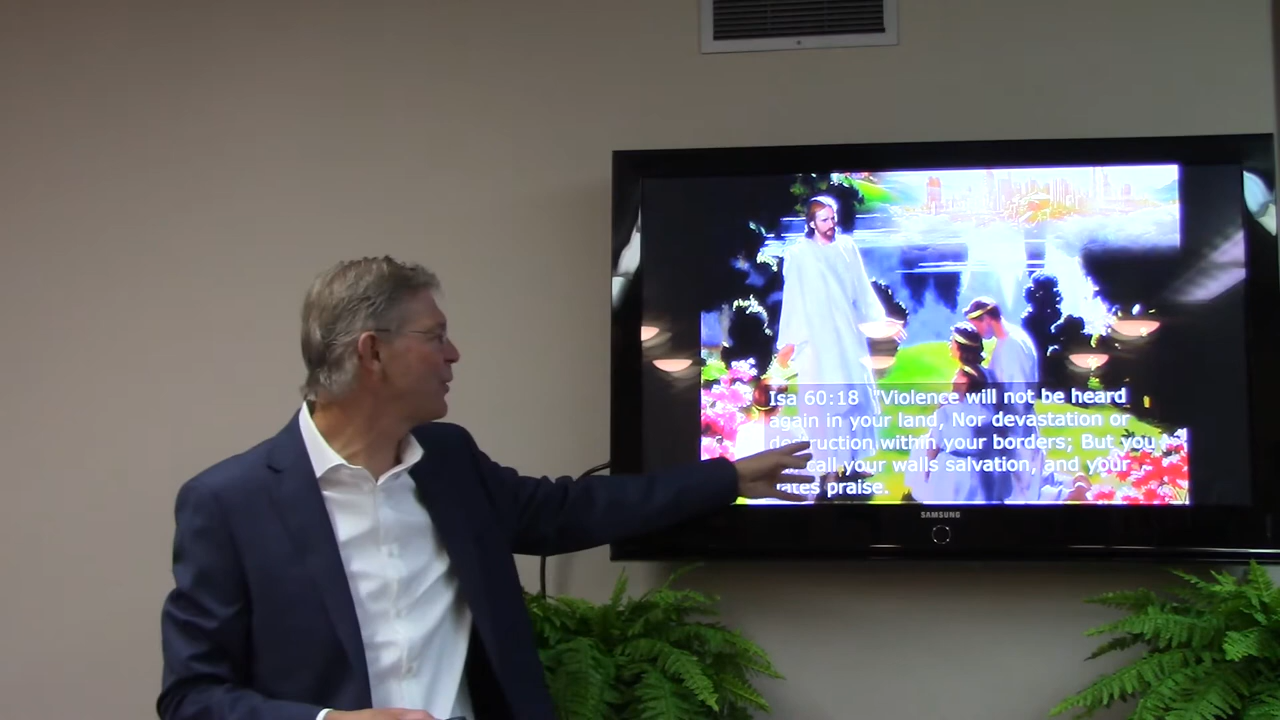 Isa 60:18 "Violence will not be heard
again in your land, Nor devastation or
destruction within your borders; But you
call your walls salvation, and your
praise.
SAMSUNG